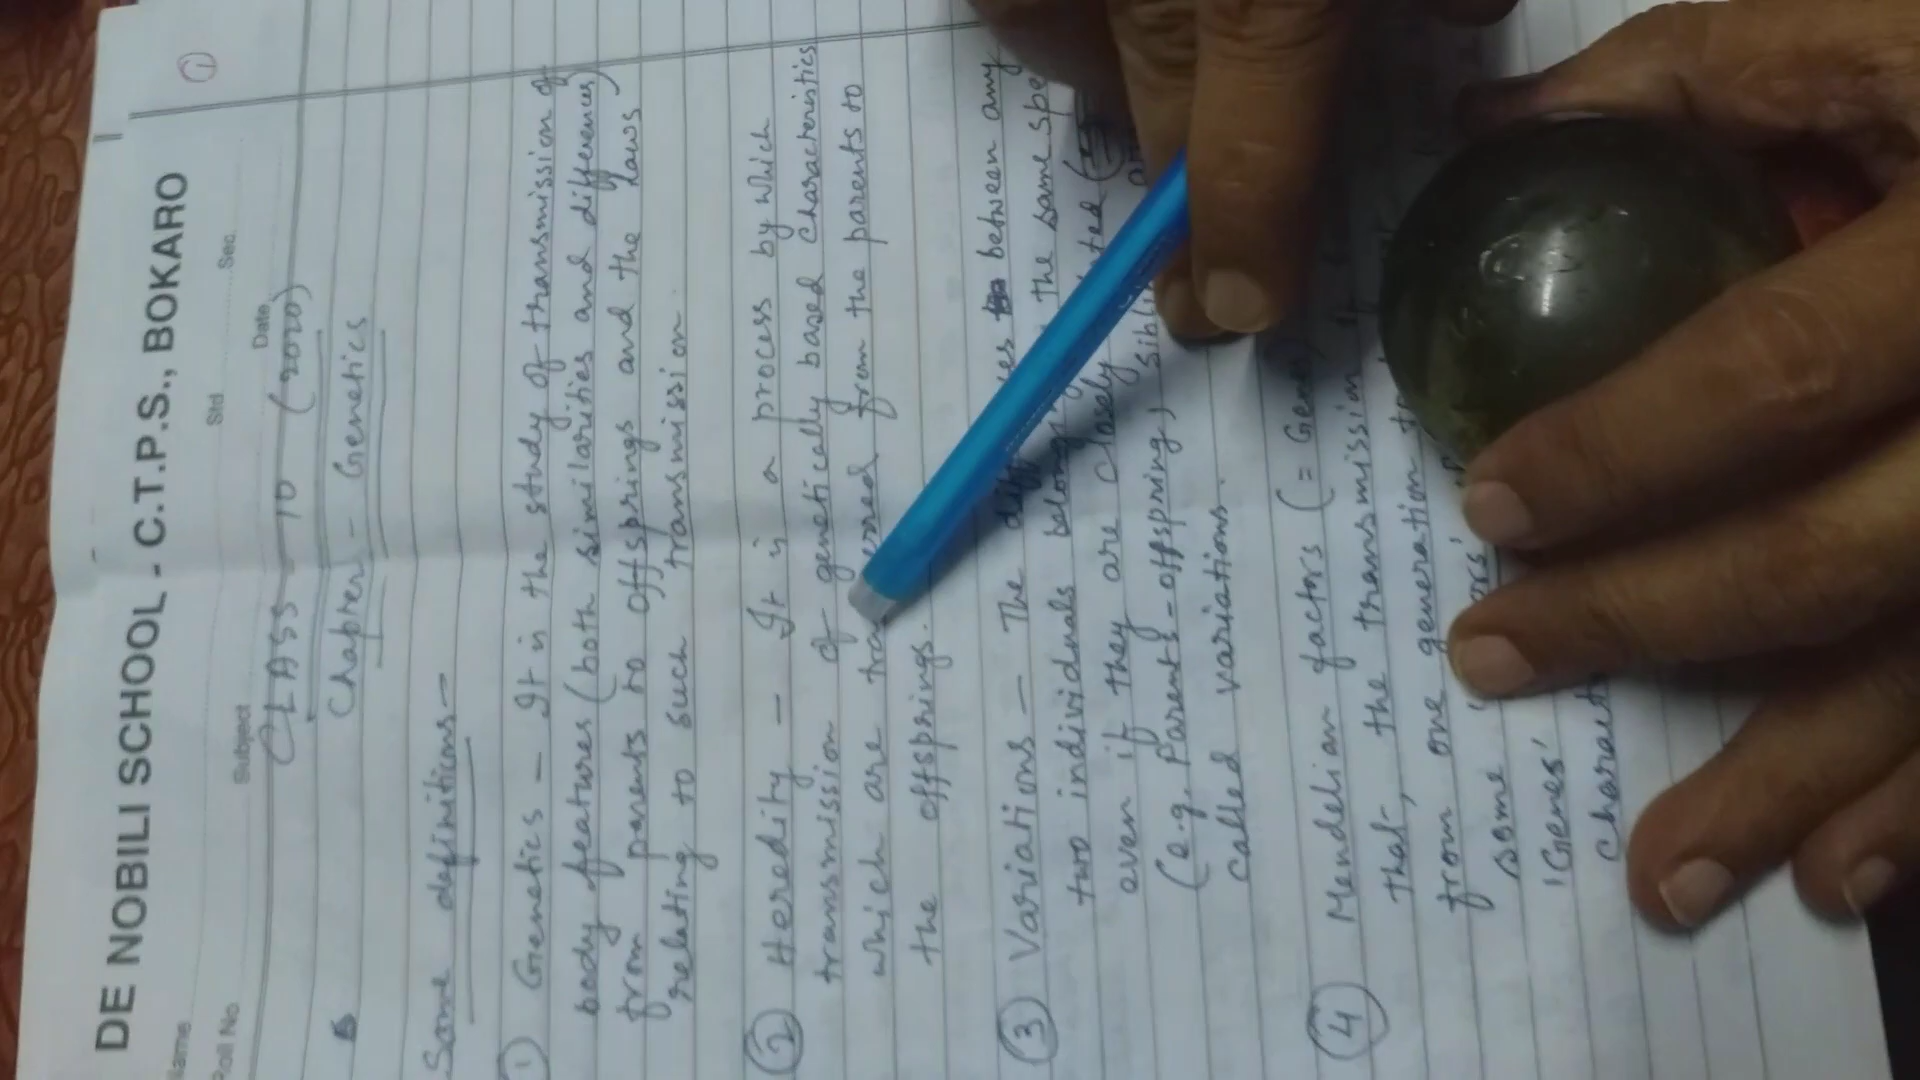 ①
DE NOBILI SCHOOL - C.T.P.S., BOKARO
Name
Roll No Subject Std Sec.
Date
CLASS - 10 (2020)
Chapter - Genetics
Some definitions -
① Genetics - It is the study of transmission of
body features (both similarities and differences)
from parents to offsprings and the laws
relating to such transmission.
② Heredity - It is a process by which
transmission of genetically based characteristics
which are from the parents to
the offsprings.
③ Variations - The between any
two individuals the same
even if they are closely
(e.g. Parents - offspring,
called variations.
④ Mendelian factors (= Genes
that, the transmission
from one generation
some
'Genes'